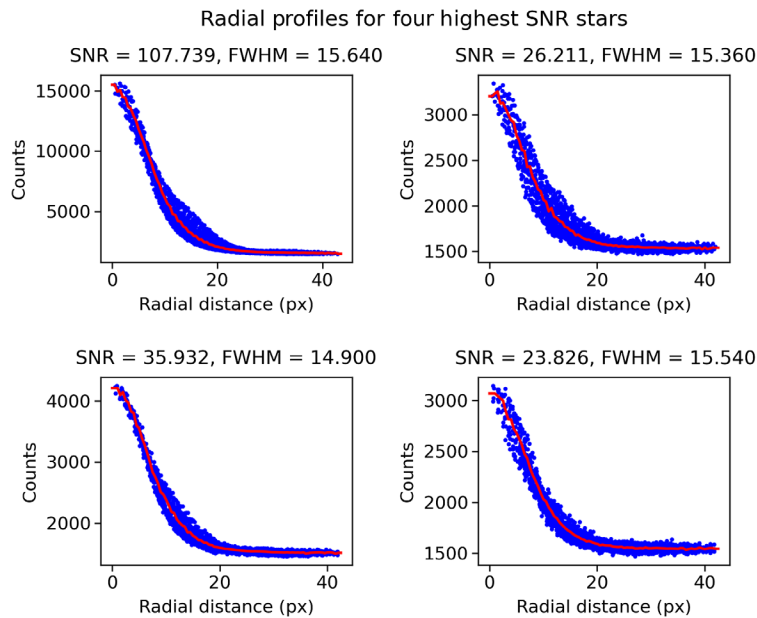 Radial profiles for four highest SNR stars
SNR = 107.739, FWHM = 15.640
15000
10000
5000
Counts
0
20
40
Radial distance (px)
SNR = 26.211, FWHM = 15.360
3000
2500
2000
1500
Counts
0
20
40
Radial distance (px)
SNR = 35.932, FWHM = 14.900
4000
3000
2000
Counts
0
20
40
Radial distance (px)
SNR = 23.826, FWHM = 15.540
3000
2500
2000
1500
Counts
0
20
40
Radial distance (px)